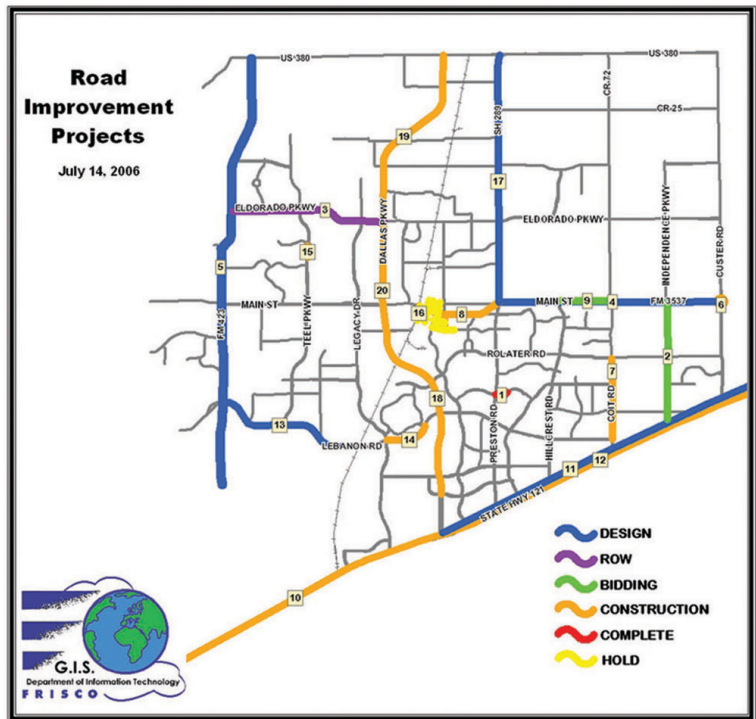 Road
Improvement
Projects
July 14, 2006
US 380
US 380
CR-72
CR-25
SH-289
19
17
ELDORADO PKWY
3
DALLAS PKWY
ELDORADO PKWY
INDEPENDENCE PKWY
CUSTER RD
15
5
20
MAIN ST
16
8
MAIN ST
9
4
FM 3537
6
FM 423
TEEL PKWY
LEGACY DR
ROLATER RD
2
7
18
1
COIT RD
PRESTON RD
HILLCREST RD
13
LEBANON RD
14
11
12
STATE HWY 121
10
DESIGN
ROW
BIDDING
CONSTRUCTION
COMPLETE
HOLD
G.I.S.
Department of Information Technology
FRISCO